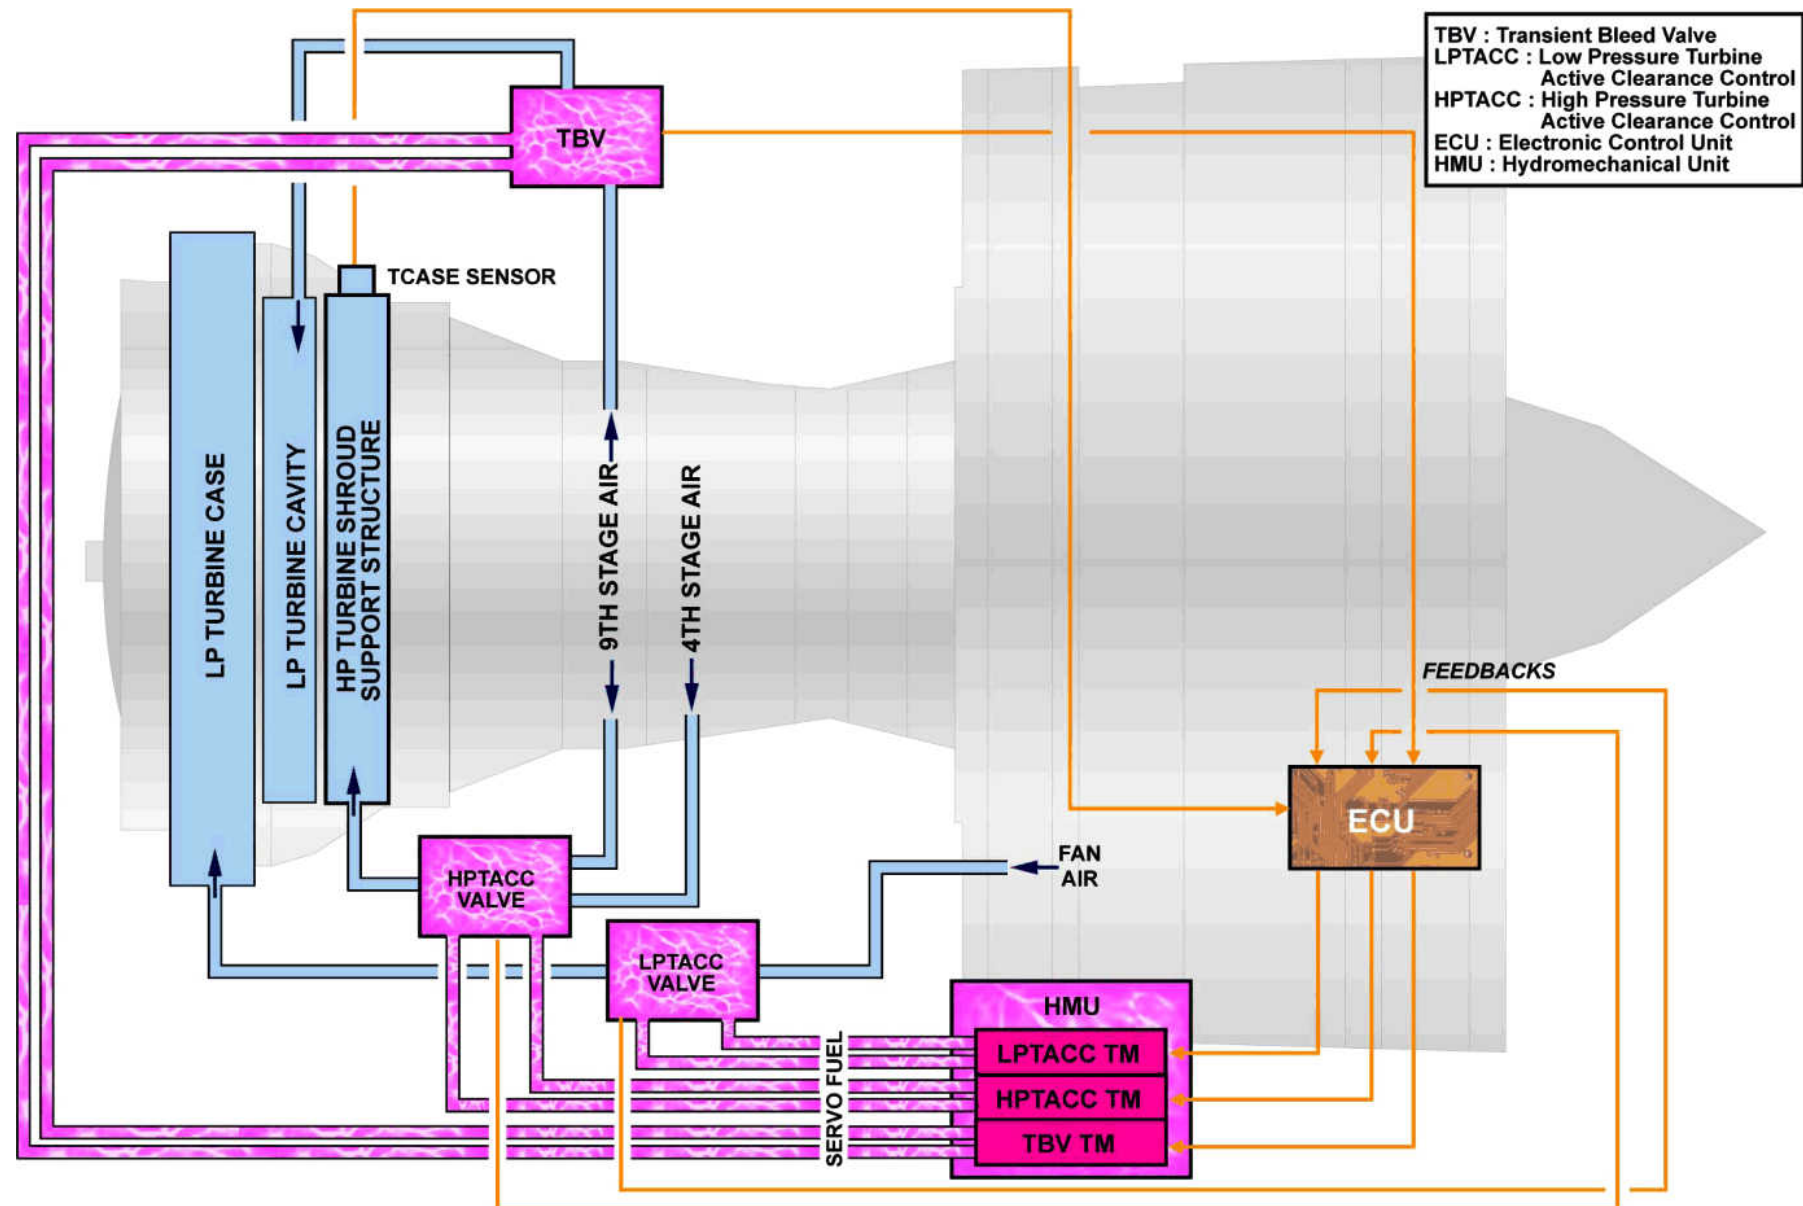 TBV : Transient Bleed Valve
LPTACC : Low Pressure Turbine
Active Clearance Control
HPTACC : High Pressure Turbine
Active Clearance Control
ECU : Electronic Control Unit
HMU : Hydromechanical Unit
TBV
TCASE SENSOR
LP TURBINE CASE
LP TURBINE CAVITY
HP TURBINE SHROUD
SUPPORT STRUCTURE
9TH STAGE AIR
4TH STAGE AIR
FEEDBACKS
ECU
FAN
AIR
HPTACC
VALVE
LPTACC
VALVE
SERVO FUEL
HMU
LPTACC TM
HPTACC TM
TBV TM